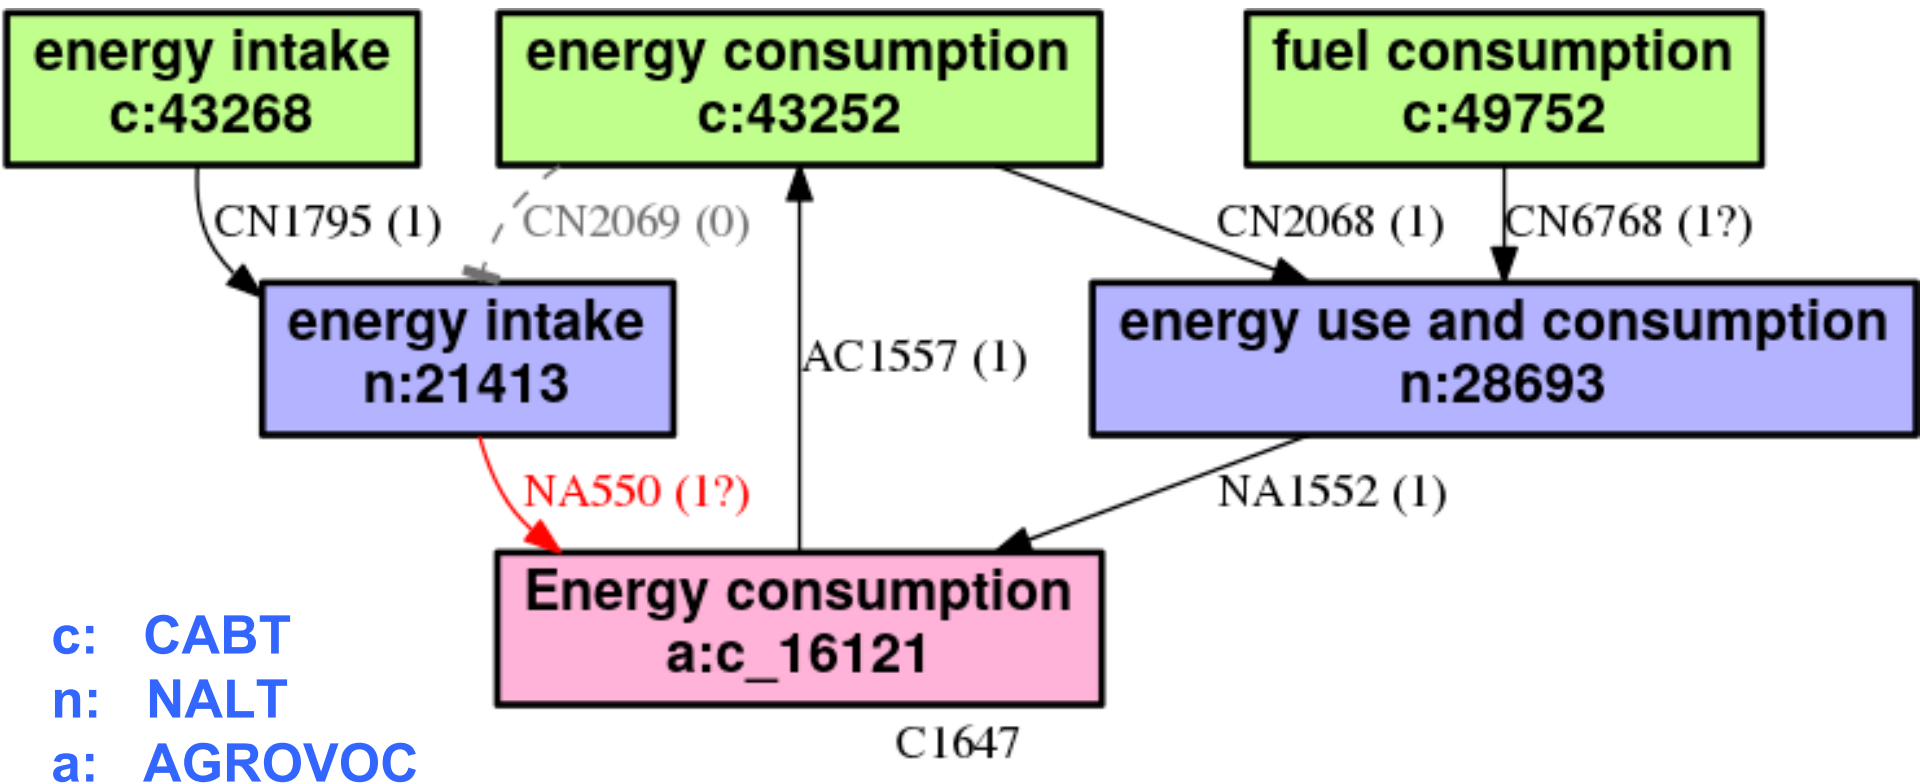 energy intake
c:43268
energy consumption
c:43252
fuel consumption
c:49752
CN1795 (1)
CN2069 (0)
CN2068 (1)
CN6768 (1?)
energy intake
n:21413
AC1557 (1)
energy use and consumption
n:28693
NA550 (1?)
NA1552 (1)
Energy consumption
a:c_16121
C1647
c: CABT
n: NALT
a: AGROVOC